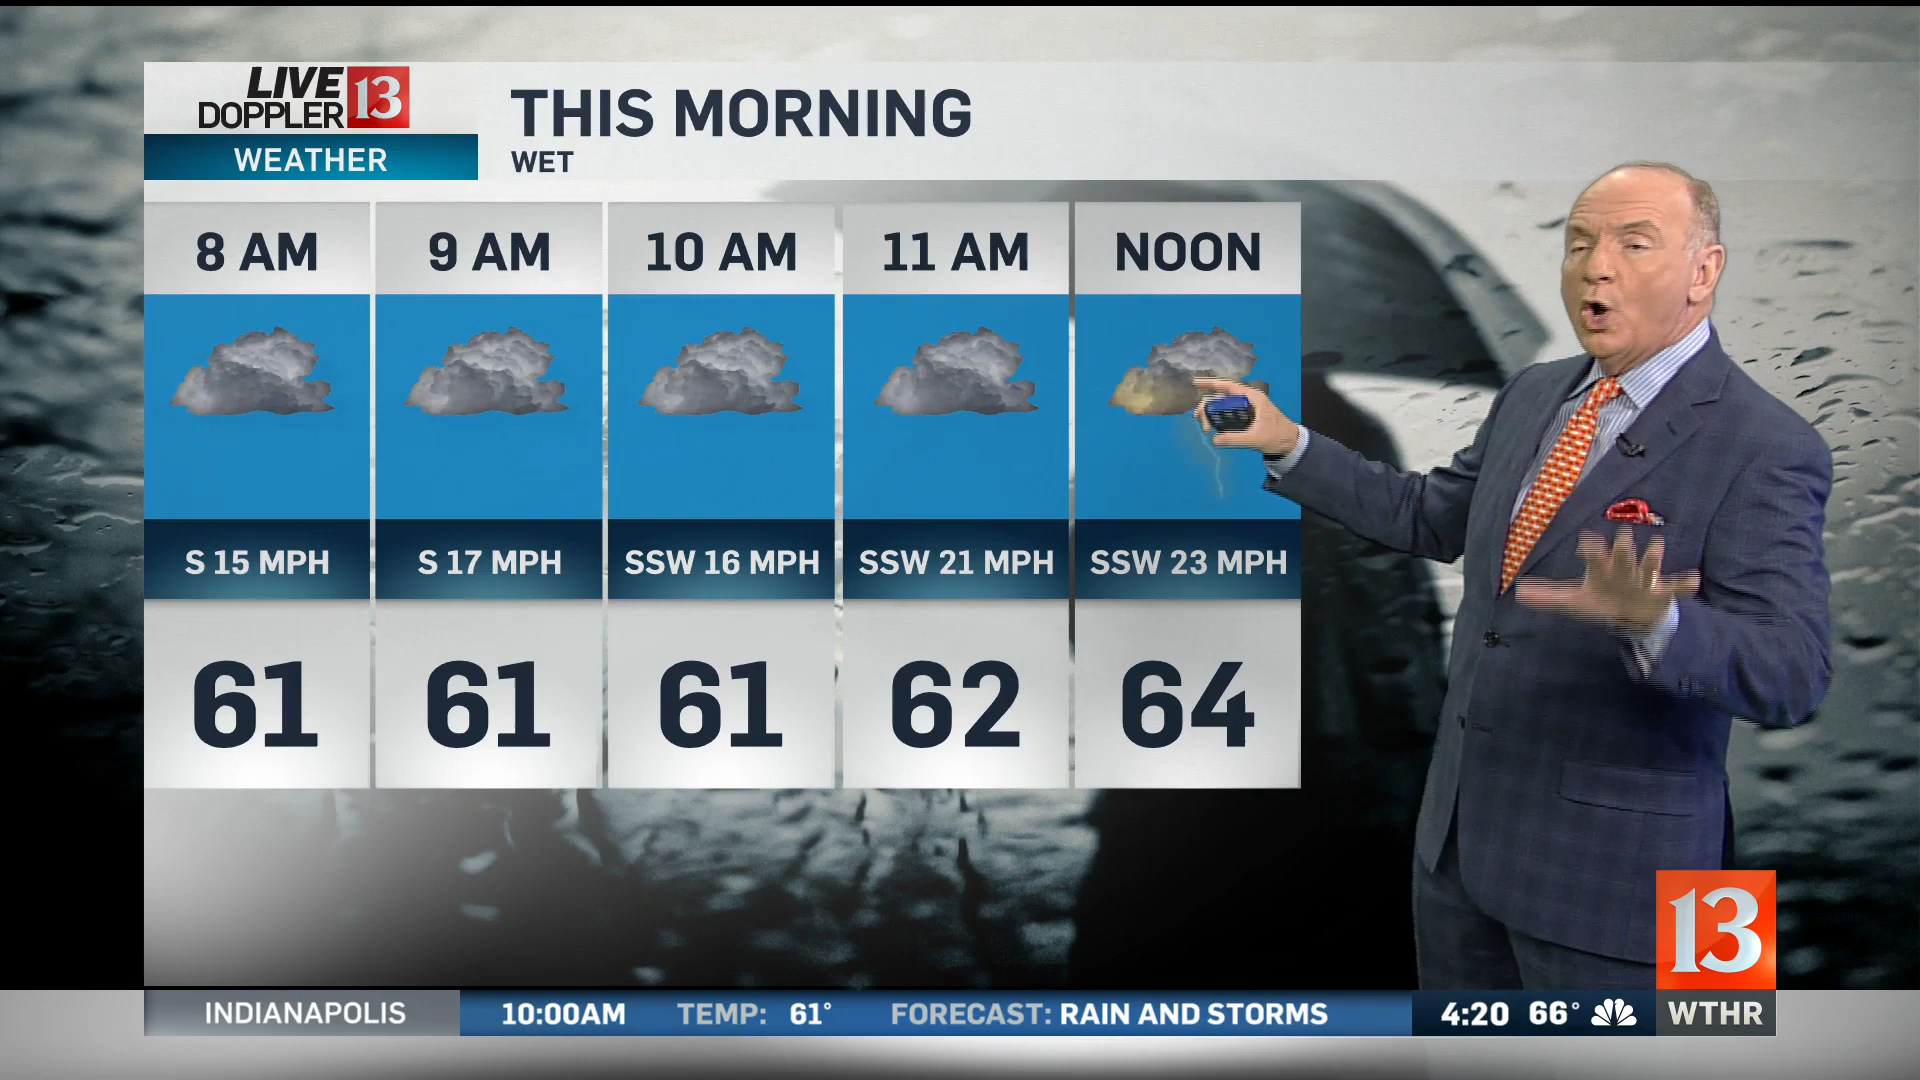 LIVE
DOPPLER 13
WEATHER
THIS MORNING
WET
8 AM
9 AM
10 AM
11 AM
NOON
S 15 MPH
S 17 MPH
SSW 16 MPH
SSW 21 MPH
SSW 23 MPH
61
61
61
62
64
13
INDIANAPOLIS
10:00AM
TEMP: 61°
FORECAST: RAIN AND STORMS
4:20 66°
WTHR